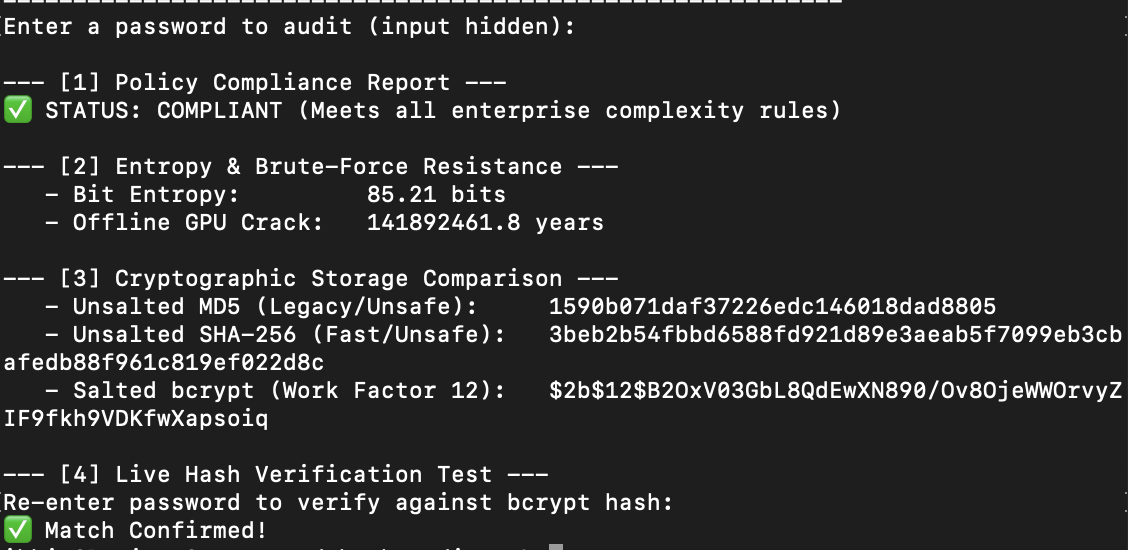 Enter a password to audit (input hidden):
--- [1] Policy Compliance Report ---
✅ STATUS: COMPLIANT (Meets all enterprise complexity rules)
--- [2] Entropy & Brute-Force Resistance ---
- Bit Entropy: 85.21 bits
- Offline GPU Crack: 141892461.8 years
--- [3] Cryptographic Storage Comparison ---
- Unsalted MD5 (Legacy/Unsafe): 1590b071daf37226edc146018dad8805
- Unsalted SHA-256 (Fast/Unsafe): 3beb2b54fbbd6588fd921d89e3aeab5f7099eb3cb
afedb88f961c819ef022d8c
- Salted bcrypt (Work Factor 12): $2b$12$B2OxV03GbL8QdEwXN890/Ov8OjeWWOrvyZ
IF9fkh9VDKfwXapsoiq
--- [4] Live Hash Verification Test ---
Re-enter password to verify against bcrypt hash:
✅ Match Confirmed!